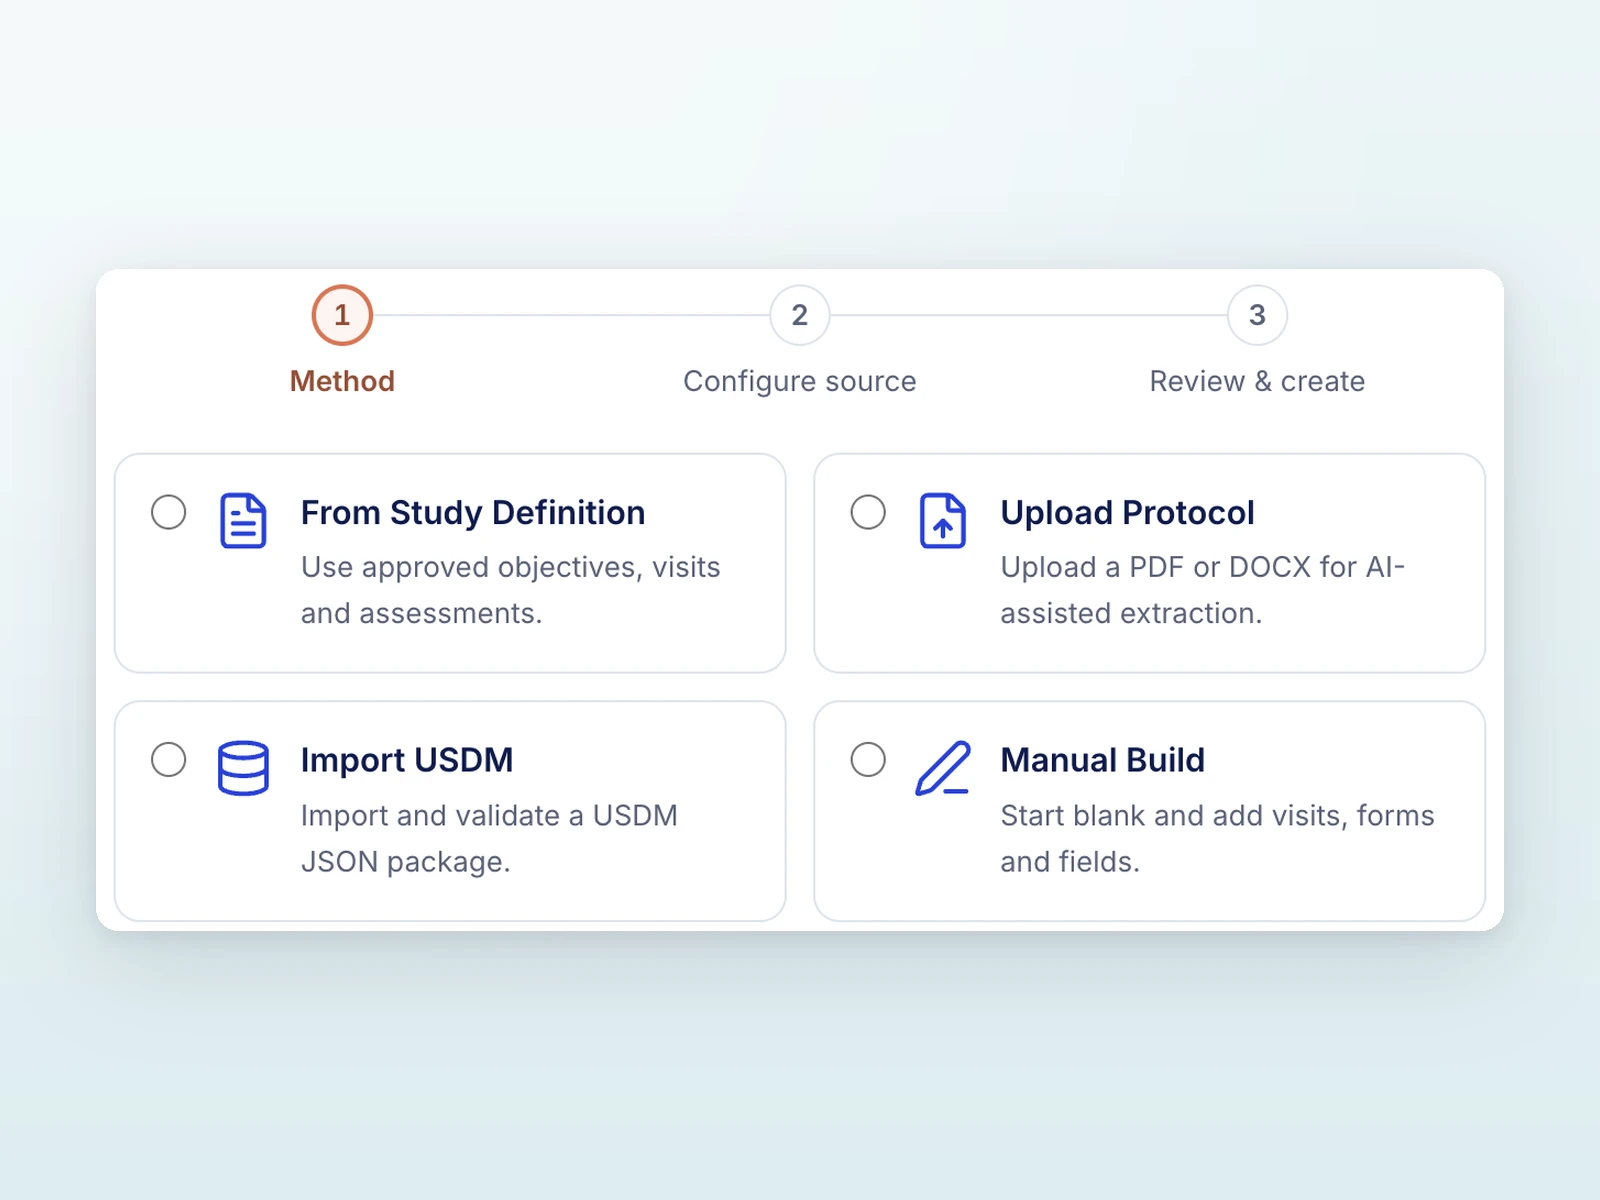 1
2
3
Method
Configure source
Review & create
From Study Definition
Use approved objectives, visits
and assessments.
Upload Protocol
Upload a PDF or DOCX for AI-
assisted extraction.
Import USDM
Import and validate a USDM
JSON package.
Manual Build
Start blank and add visits, forms
and fields.